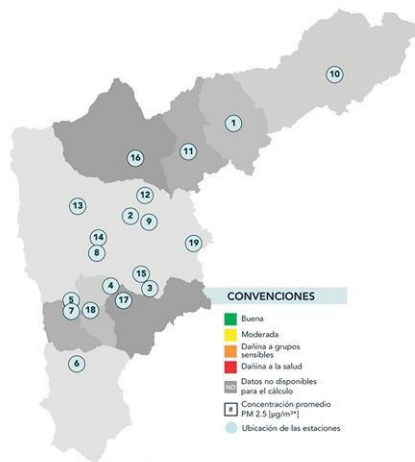 10
1
11
16
12
13
2
9
14
19
8
15
4
3
5
17
7
18
6
CONVENCIONES
Buena
Moderada
Dañina a grupos
sensibles
Dañina a la salud
ND Datos no disponibles
para el cálculo
# Concentración promedio
PM 2.5 [µg/m³*]
Ubicación de las estaciones